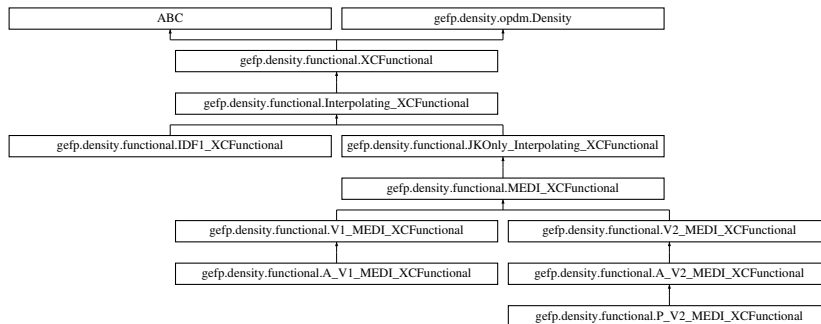 ABC
gefp.density.opdm.Density
gefp.density.functional.XCFunctional
gefp.density.functional.Interpolating_XCFunctional
gefp.density.functional.IDF1_XCFunctional
gefp.density.functional.JKOnly_Interpolating_XCFunctional
gefp.density.functional.MEDI_XCFunctional
gefp.density.functional.V1_MEDI_XCFunctional
gefp.density.functional.V2_MEDI_XCFunctional
gefp.density.functional.A_V1_MEDI_XCFunctional
gefp.density.functional.A_V2_MEDI_XCFunctional
gefp.density.functional.P_V2_MEDI_XCFunctional